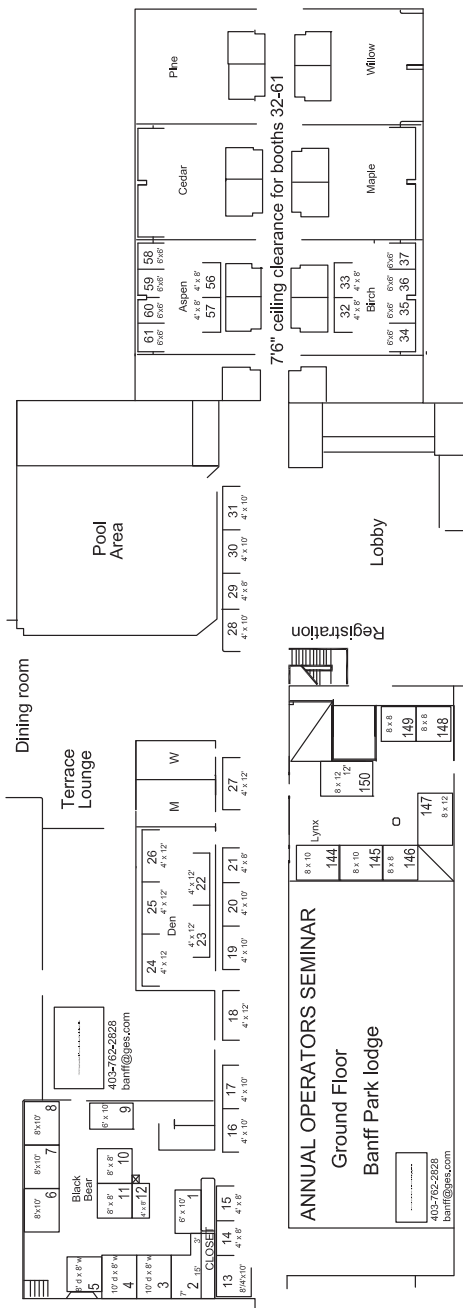 Dining room
Terrace
Lounge
Pool
Area
Pine
Cedar
Aspen
58
6'x6'
59
6'x6'
60
6'x6'
61
6'x6'
56
4' x 8'
57
4' x 8'
7'6" ceiling clearance for booths 32-61
32
4' x 8'
33
4' x 8'
Birch
34
6'x6'
35
6'x6'
36
6'x6'
37
6'x6'
Maple
Willow
28
4' x 10'
29
4' x 8'
30
4' x 10'
31
4' x 10'
Lobby
Registration
M
W
27
4' x 12'
24
4' x 12
25
4' x 12'
26
4' x 12'
Den
23
4' x 12'
22
4' x 12'
18
4' x 12'
19
4' x 10'
20
4' x 10'
21
4' x 8'
403-762-2828
banff@ges.com
8'x10'
6
8'x10'
7
8'x10'
8
Black
Bear
6' x 10'
9
8' x 8'
10
6' x 8'
11
4' x 8'
12
8' d x 8' w
5
10' d x 8' w
4
10' d x 8' w
3
2
7"
15'
3'
6' x 10'
1
CLOSET
13
8'/4'x10'
14
4' x 8'
15
4' x 8'
16
4' x 10'
17
4' x 10'
ANNUAL OPERATORS SEMINAR
Ground Floor
Banff Park lodge
403-762-2828
banff@ges.com
Lynx
8 x 10
144
8 x 10
145
8 x 8
146
147
8 x 12
8 x 8
148
8 x 8
149
8 x 12
12'
150